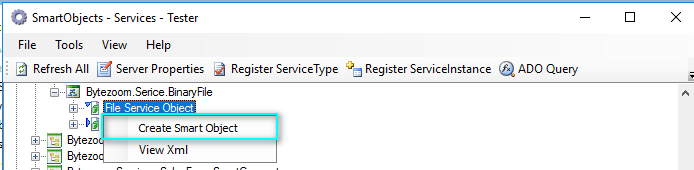 SmartObjects - Services - Tester
File Tools View Help
Refresh All Server Properties Register ServiceType Register ServiceInstance ADO Query
Bytezoom.Serice.BinaryFile
File Service Object
Create Smart Object
Bytezoo
View Xml
Bytezoo